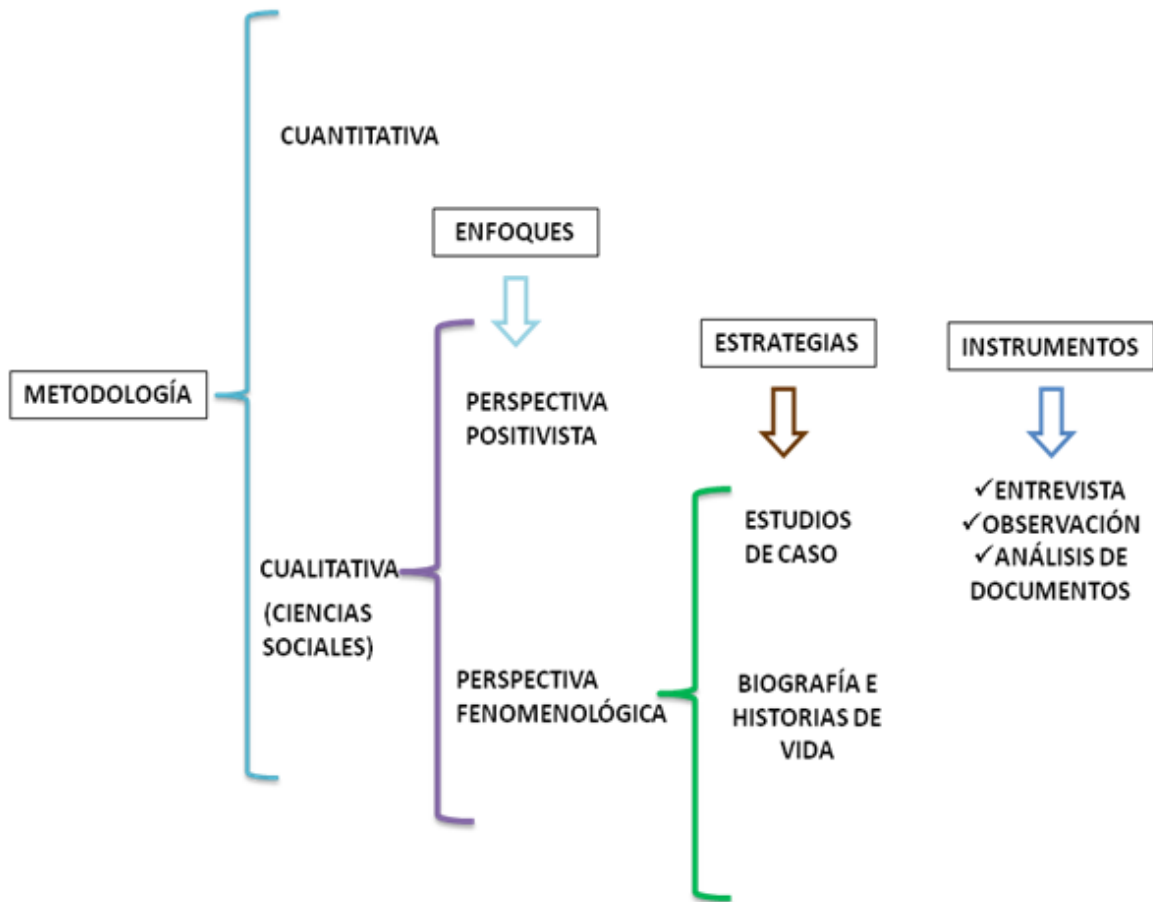 METODOLOGÍA
CUANTITATIVA
CUALITATIVA
(CIENCIAS
SOCIALES)
ENFOQUES
PERSPECTIVA
POSITIVISTA
PERSPECTIVA
FENOMENOLÓGICA
ESTRATEGIAS
ESTUDIOS
DE CASO
BIOGRAFÍA E
HISTORIAS DE
VIDA
INSTRUMENTOS
✓ENTREVISTA
✓OBSERVACIÓN
✓ANÁLISIS DE
DOCUMENTOS